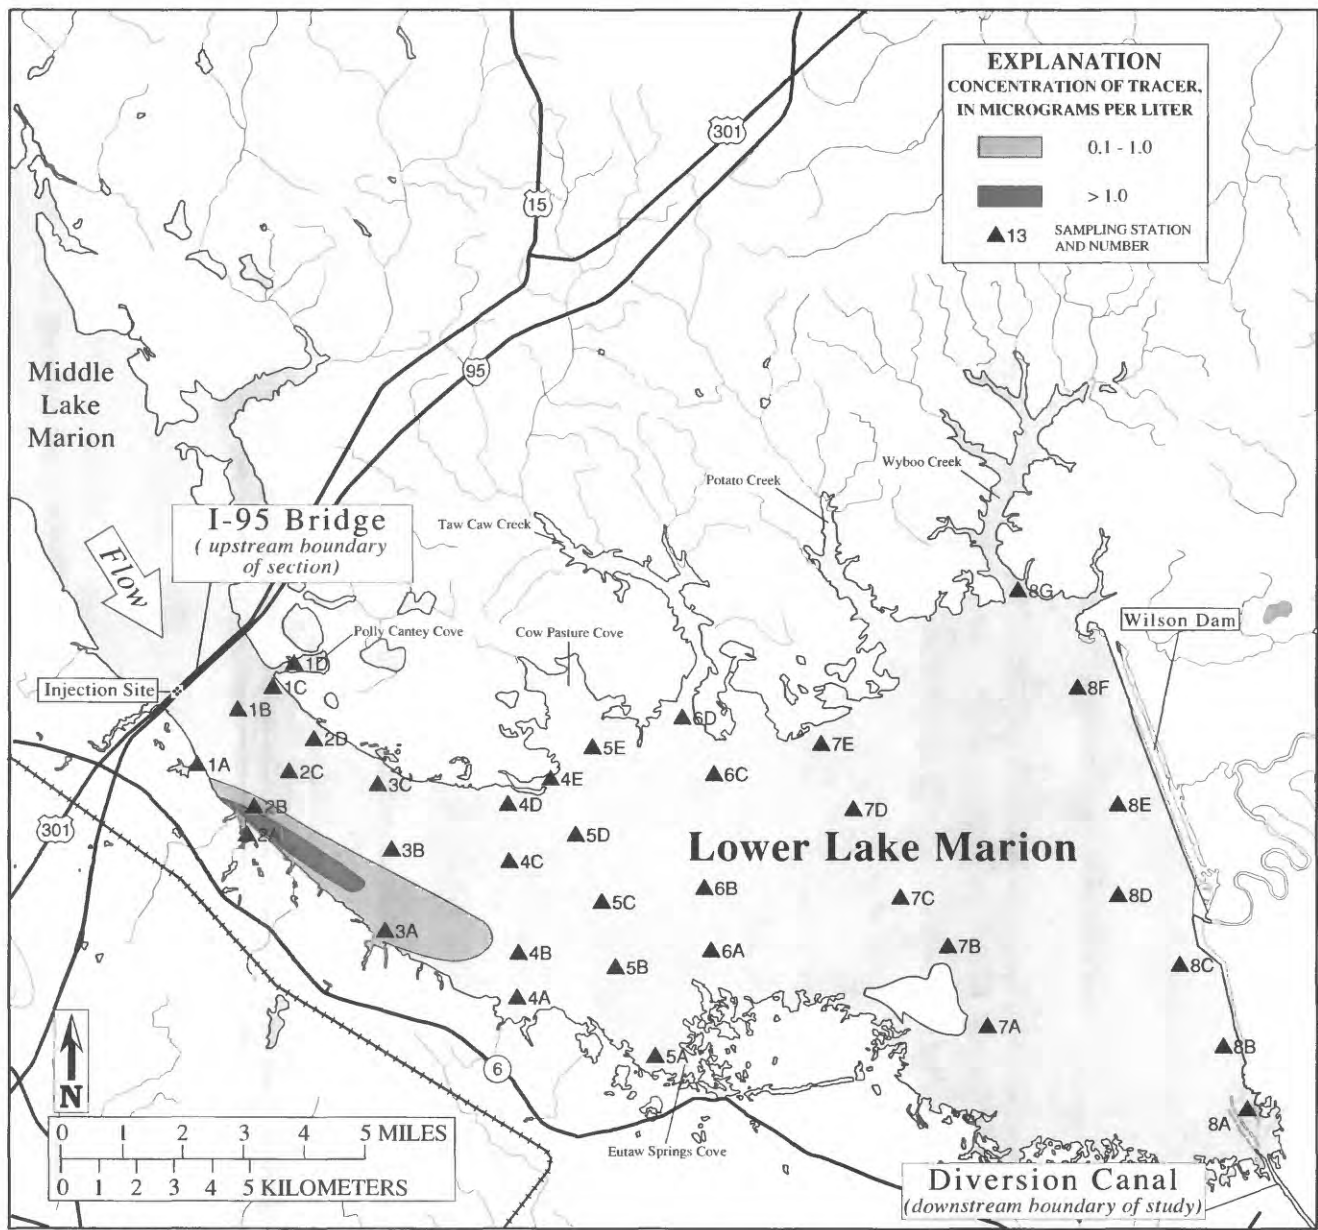 EXPLANATION
CONCENTRATION OF TRACER,
IN MICROGRAMS PER LITER
0.1 - 1.0
> 1.0
13 SAMPLING STATION
AND NUMBER
301
15
95
Middle
Lake
Marion
I-95 Bridge
( upstream boundary
of section)
Flow
Taw Caw Creek
Potato Creek
Wyboo Creek
8G
Wilson Dam
Polly Cantey Cove
Cow Pasture Cove
1D
Injection Site
1C
1B
8F
2D
6D
5E
7E
1A
2C
3C
4E
6C
2B
4D
7D
8E
301
2A
5D
Lower Lake Marion
3B
4C
6B
5C
7C
8D
3A
4B
6A
7B
5B
8C
4A
7A
5A
8B
N
6
8A
0 1 2 3 4 5 MILES
0 1 2 3 4 5 KILOMETERS
Eutaw Springs Cove
Diversion Canal
(downstream boundary of study)